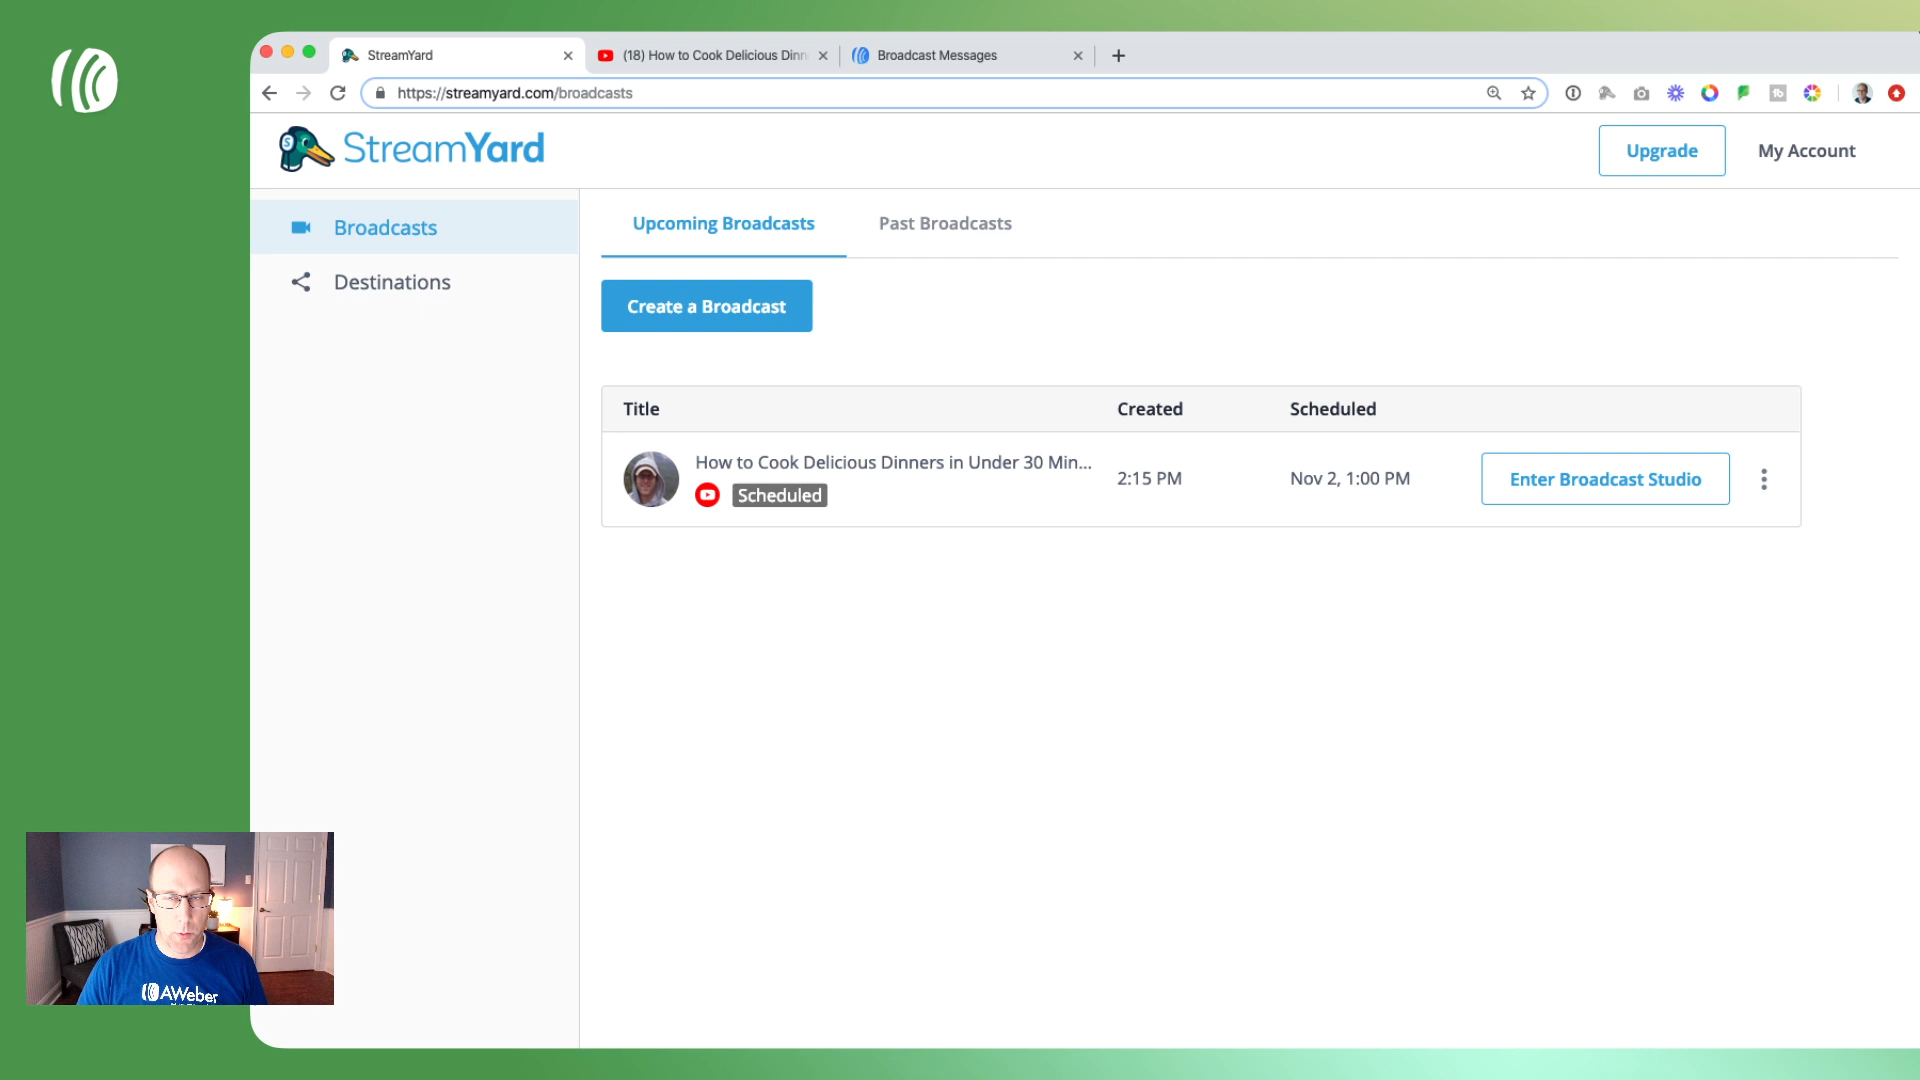 StreamYard
(18) How to Cook Delicious Dinn
Broadcast Messages
https://streamyard.com/broadcasts
StreamYard
Upgrade
My Account
Broadcasts
Destinations
Upcoming Broadcasts
Past Broadcasts
Create a Broadcast
Title
Created
Scheduled
How to Cook Delicious Dinners in Under 30 Min...
Scheduled
2:15 PM
Nov 2, 1:00 PM
Enter Broadcast Studio
AWeber